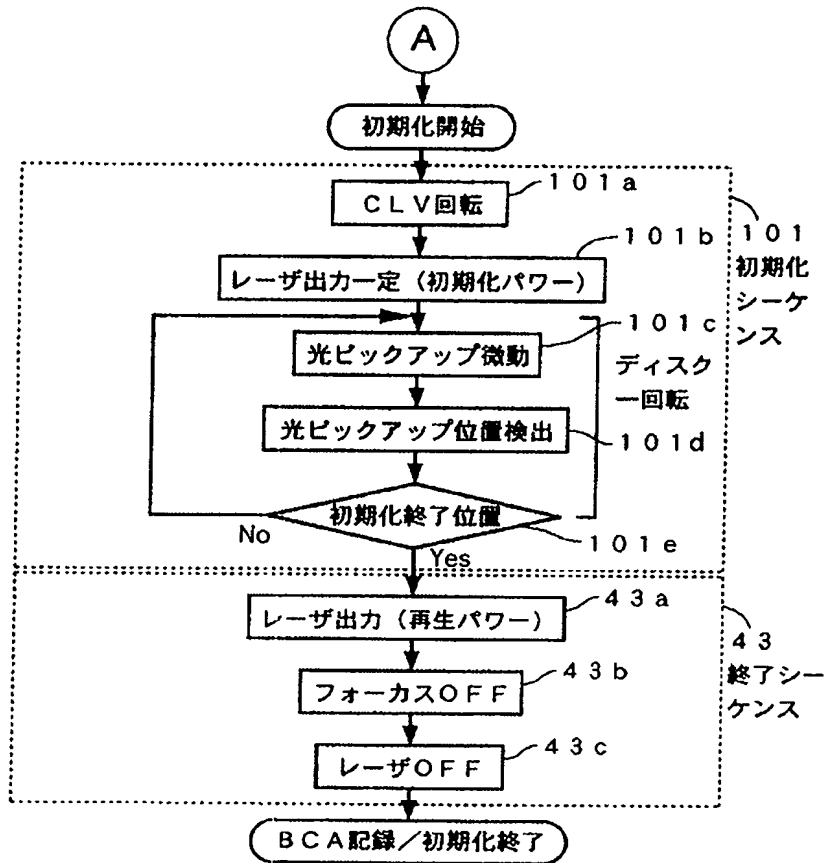 A
初期化開始
101a
CLV回転
101b
レーザ出力一定（初期化パワー）
101
初期化
シーケ
ンス
101c
光ピックアップ微動
ディスク
一回転
光ピックアップ位置検出
101d
初期化終了位置
No
101e
Yes
43a
レーザ出力（再生パワー）
43
終了シー
ケンス
43b
フォーカスOFF
43c
レーザOFF
BCA記録／初期化終了